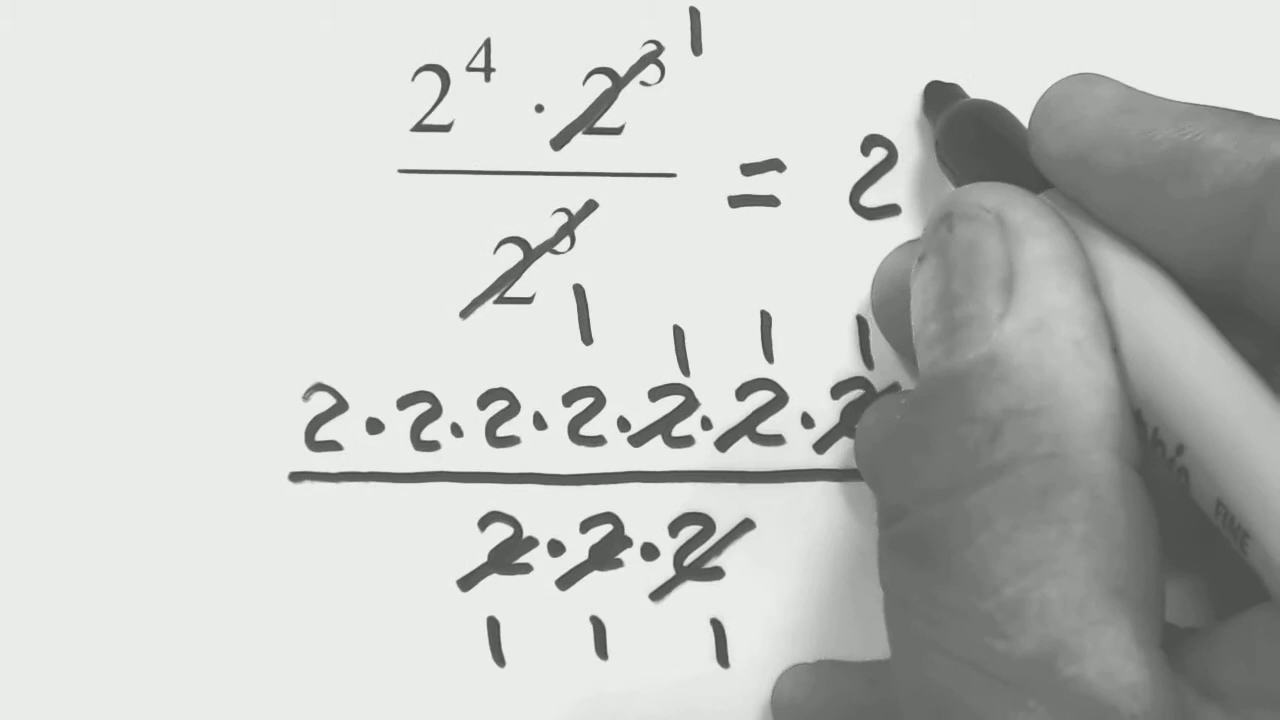 2⁴ · 2³ 1
= 2
2³ 1
1 1 1
2 · 2 · 2 · 2 · 2 · 2 · 2
2 · 2 · 2
1 1 1
FINE